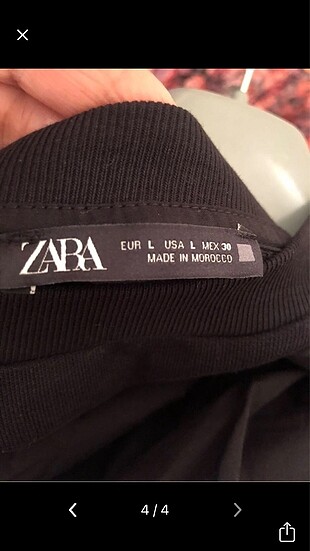 ZARA
EUR L USA L MEX 30
MADE IN MOROCCO
4/4